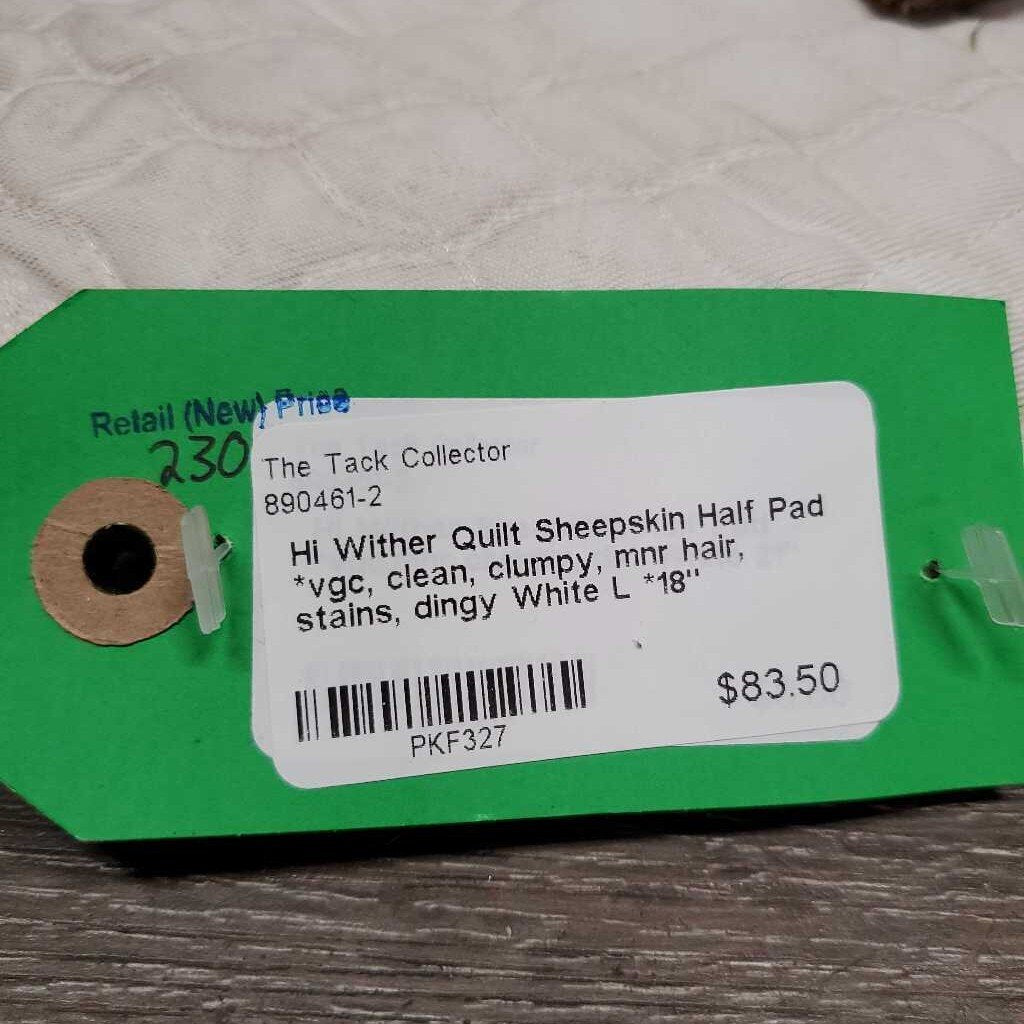 Retail (New) Price
230
The Tack Collector
890461-2
Hi Wither Quilt Sheepskin Half Pad
*vgc, clean, clumpy, mnr hair,
stains, dingy White L *18"
$83.50
PKF327